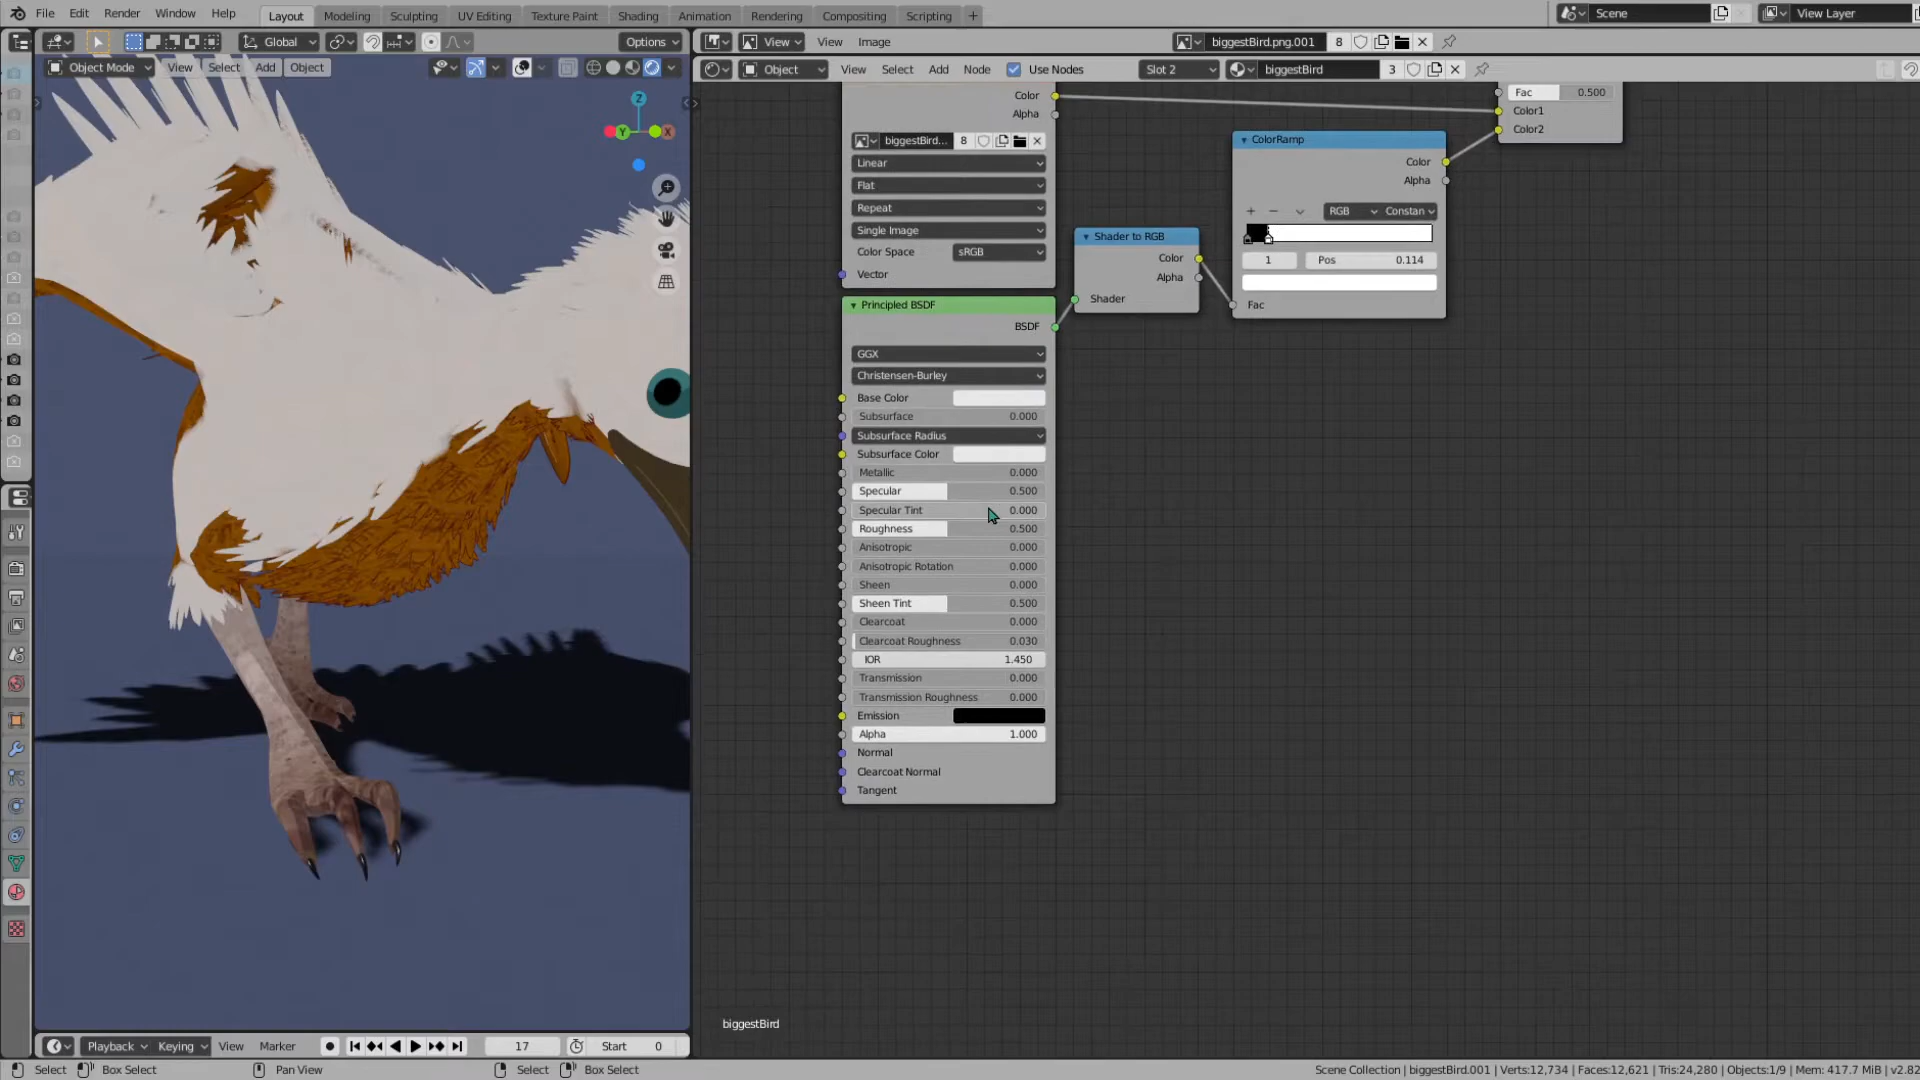 File Edit Render Window Help Layout Modeling Sculpting UV Editing Texture Paint Shading Animation Rendering Compositing Scripting + Scene View Layer
Global Options View View Image biggestBird.png.001 8
Object Mode View Select Add Object Object View Select Add Node Use Nodes Slot 2 biggestBird 3
Color
Alpha
biggestBird... 8
Linear
Flat
Repeat
Single Image
Color Space sRGB
Vector
Fac 0.500
Color1
Color2
ColorRamp
Color
Alpha
+ − RGB Constan
1 Pos 0.114
Fac
Shader to RGB
Color
Alpha
Shader
Principled BSDF
BSDF
GGX
Christensen-Burley
Base Color
Subsurface 0.000
Subsurface Radius
Subsurface Color
Metallic 0.000
Specular 0.500
Specular Tint 0.000
Roughness 0.500
Anisotropic 0.000
Anisotropic Rotation 0.000
Sheen 0.000
Sheen Tint 0.500
Clearcoat 0.000
Clearcoat Roughness 0.030
IOR 1.450
Transmission 0.000
Transmission Roughness 0.000
Emission
Alpha 1.000
Normal
Clearcoat Normal
Tangent
Z
Y X
biggestBird
Playback Keying View Marker 17 Start 0
Select Box Select Pan View Select Box Select Scene Collection | biggestBird.001 | Verts:12,734 | Faces:12,621 | Tris:24,280 | Objects:1/9 | Mem: 417.7 MiB | v2.82